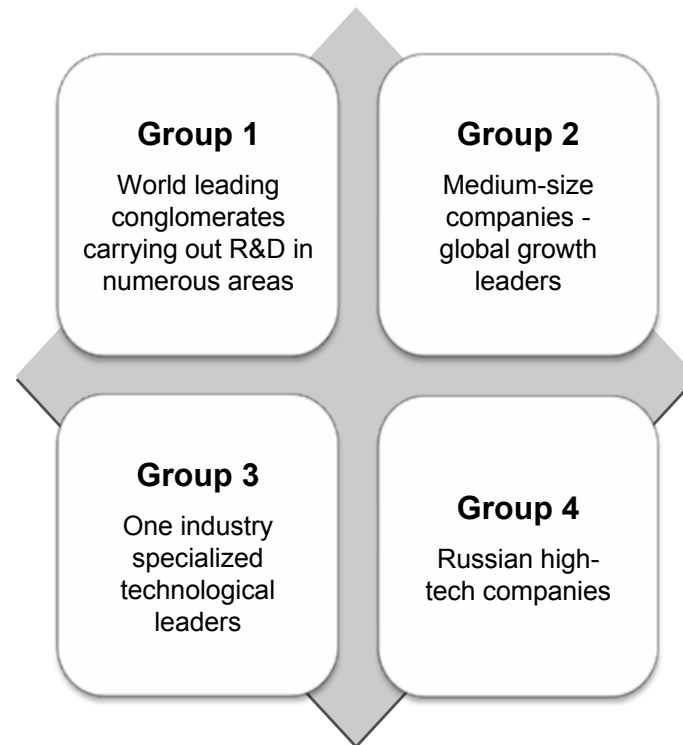 Group 1
World leading
conglomerates
carrying out R&D in
numerous areas
Group 2
Medium-size
companies -
global growth
leaders
Group 3
One industry
specialized
technological
leaders
Group 4
Russian high-
tech companies